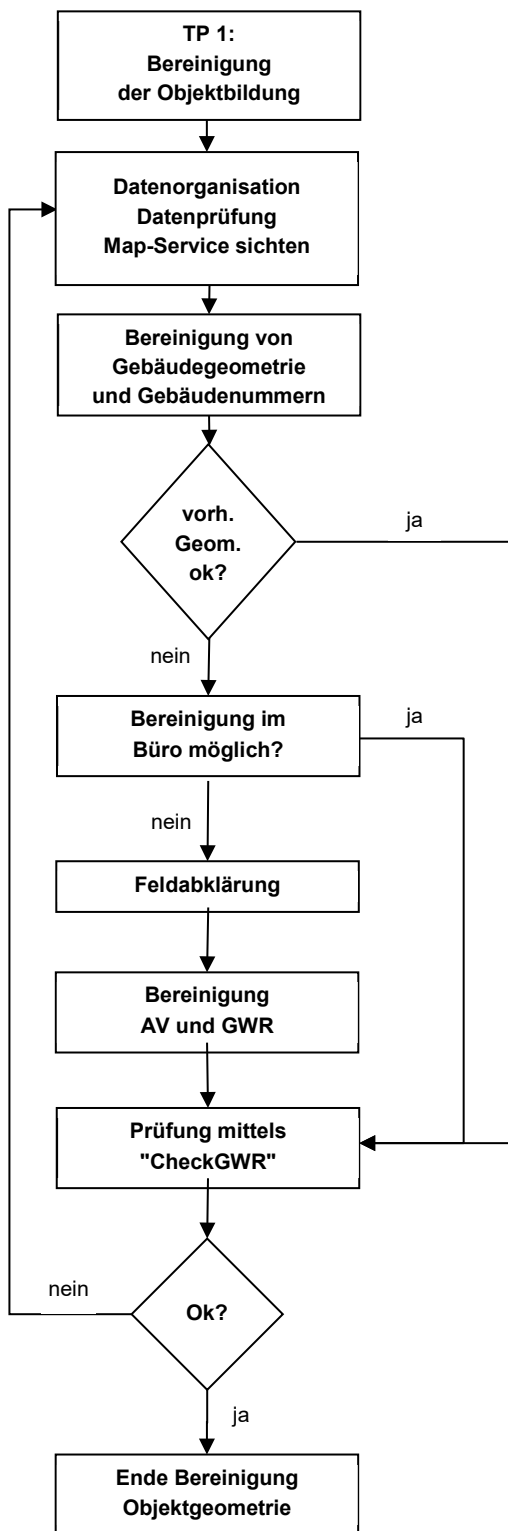 TP 1:
Bereinigung
der Objektbildung
Datenorganisation
Datenprüfung
Map-Service sichten
Bereinigung von
Gebäudegeometrie
und Gebäudenummern
vorh.
Geom.
ok?
ja
nein
Bereinigung im
Büro möglich?
ja
nein
Feldabklärung
Bereinigung
AV und GWR
Prüfung mittels
"CheckGWR"
nein
Ok?
ja
Ende Bereinigung
Objektgeometrie